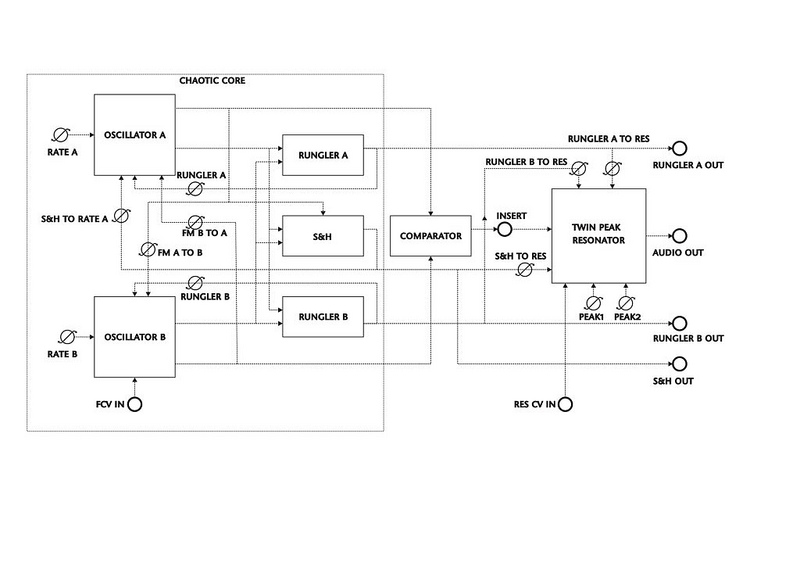 CHAOTIC CORE
OSCILLATOR A
RATE A
RUNGLER A
RUNGLER A
RUNGLER A TO RES
RUNGLER B TO RES
RUNGLER A OUT
S&H TO RATE A
FM B TO A
FM A TO B
S&H
COMPARATOR
INSERT
TWIN PEAK
RESONATOR
AUDIO OUT
S&H TO RES
RUNGLER B
OSCILLATOR B
RUNGLER B
RATE B
PEAK1
PEAK2
RUNGLER B OUT
S&H OUT
FCV IN
RES CV IN